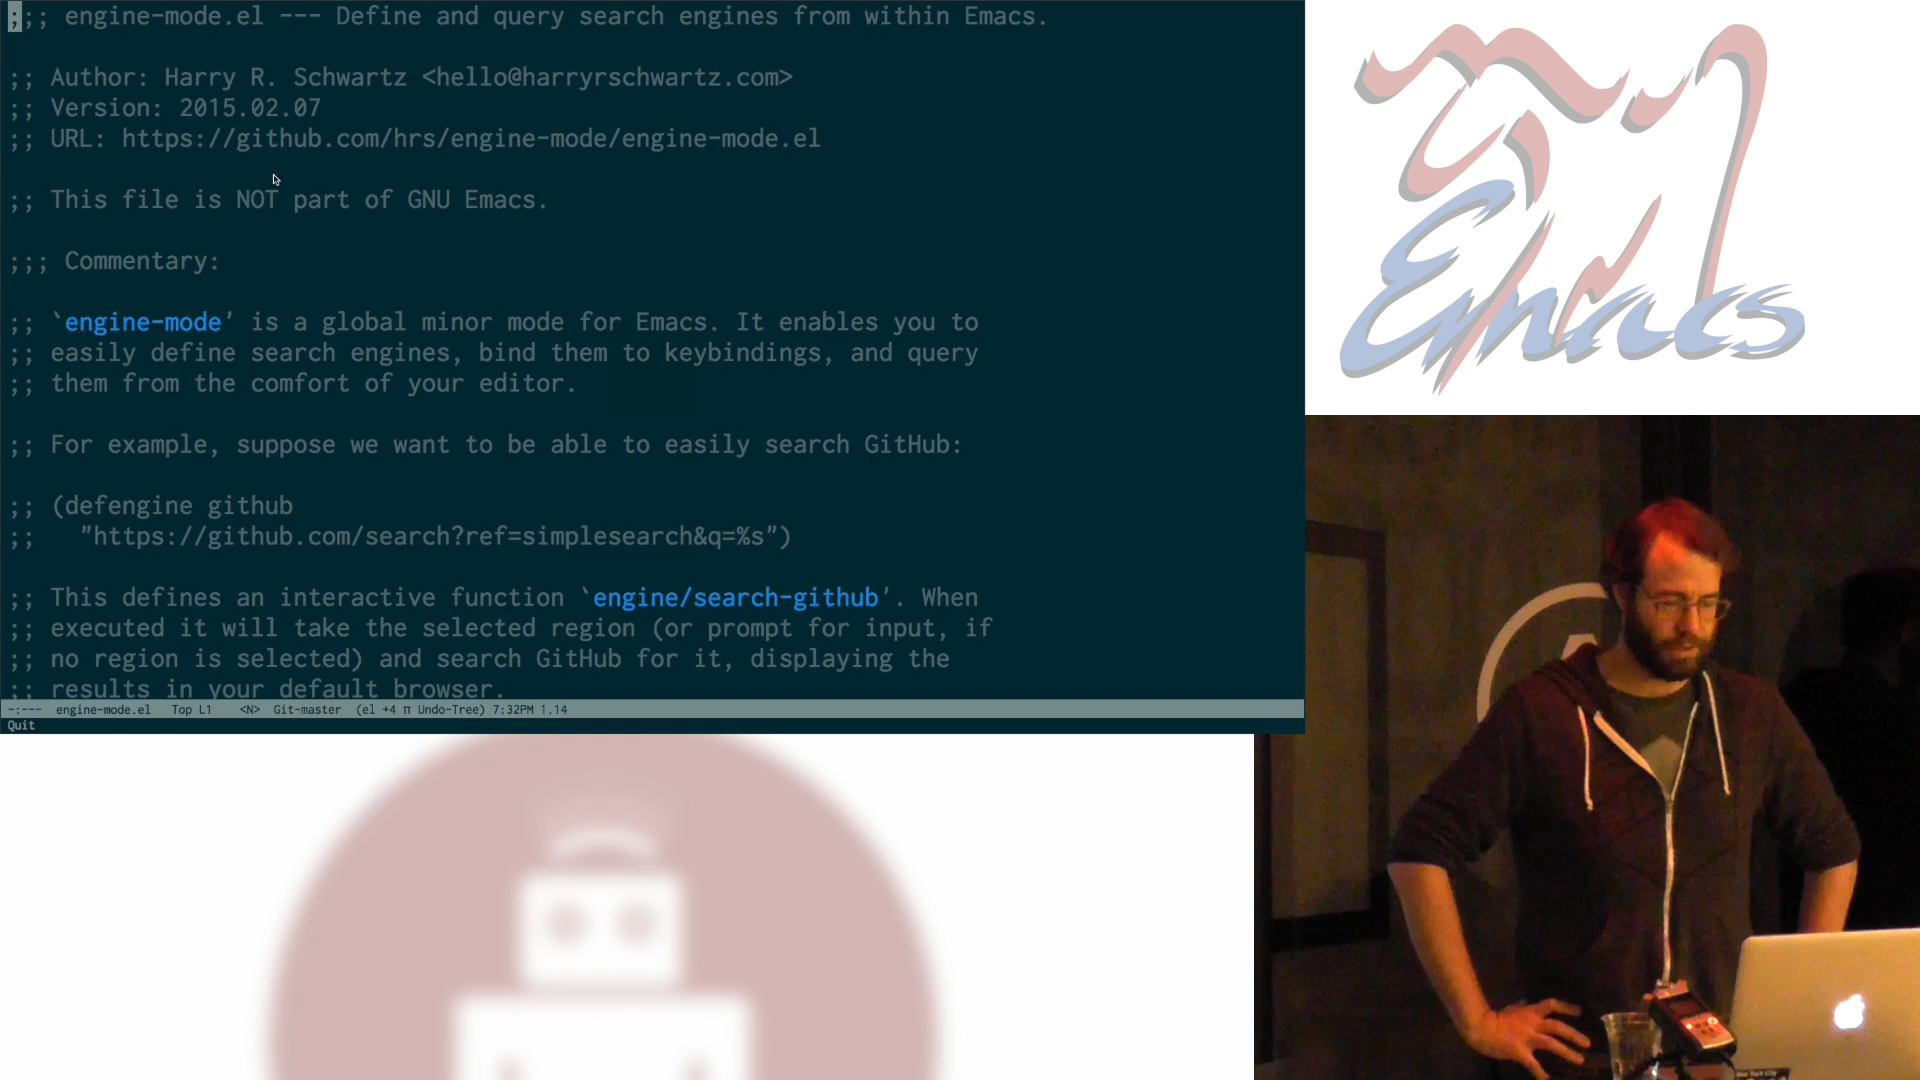 ;;; engine-mode.el --- Define and query search engines from within Emacs.
;; Author: Harry R. Schwartz <hello@harryrschwartz.com>
;; Version: 2015.02.07
;; URL: https://github.com/hrs/engine-mode/engine-mode.el
;; This file is NOT part of GNU Emacs.
;;; Commentary:
;; `engine-mode' is a global minor mode for Emacs. It enables you to
;; easily define search engines, bind them to keybindings, and query
;; them from the comfort of your editor.
;; For example, suppose we want to be able to easily search GitHub:
;; (defengine github
;;   "https://github.com/search?ref=simplesearch&q=%s")
;; This defines an interactive function `engine/search-github'. When
;; executed it will take the selected region (or prompt for input, if
;; no region is selected) and search GitHub for it, displaying the
;; results in your default browser.
-:--- engine-mode.el Top L1 <N> Git-master (el +4 π Undo-Tree) 7:32PM 1.14
Quit
Emacs